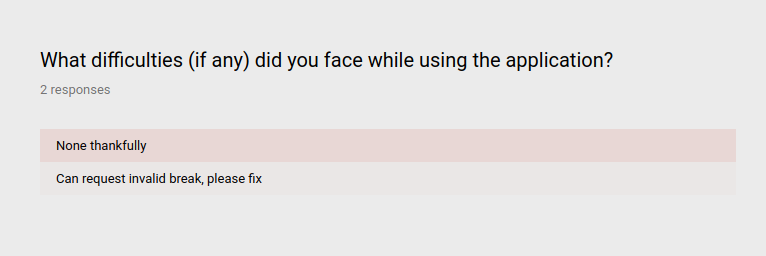 What difficulties (if any) did you face while using the application?
2 responses
None thankfully
Can request invalid break, please fix